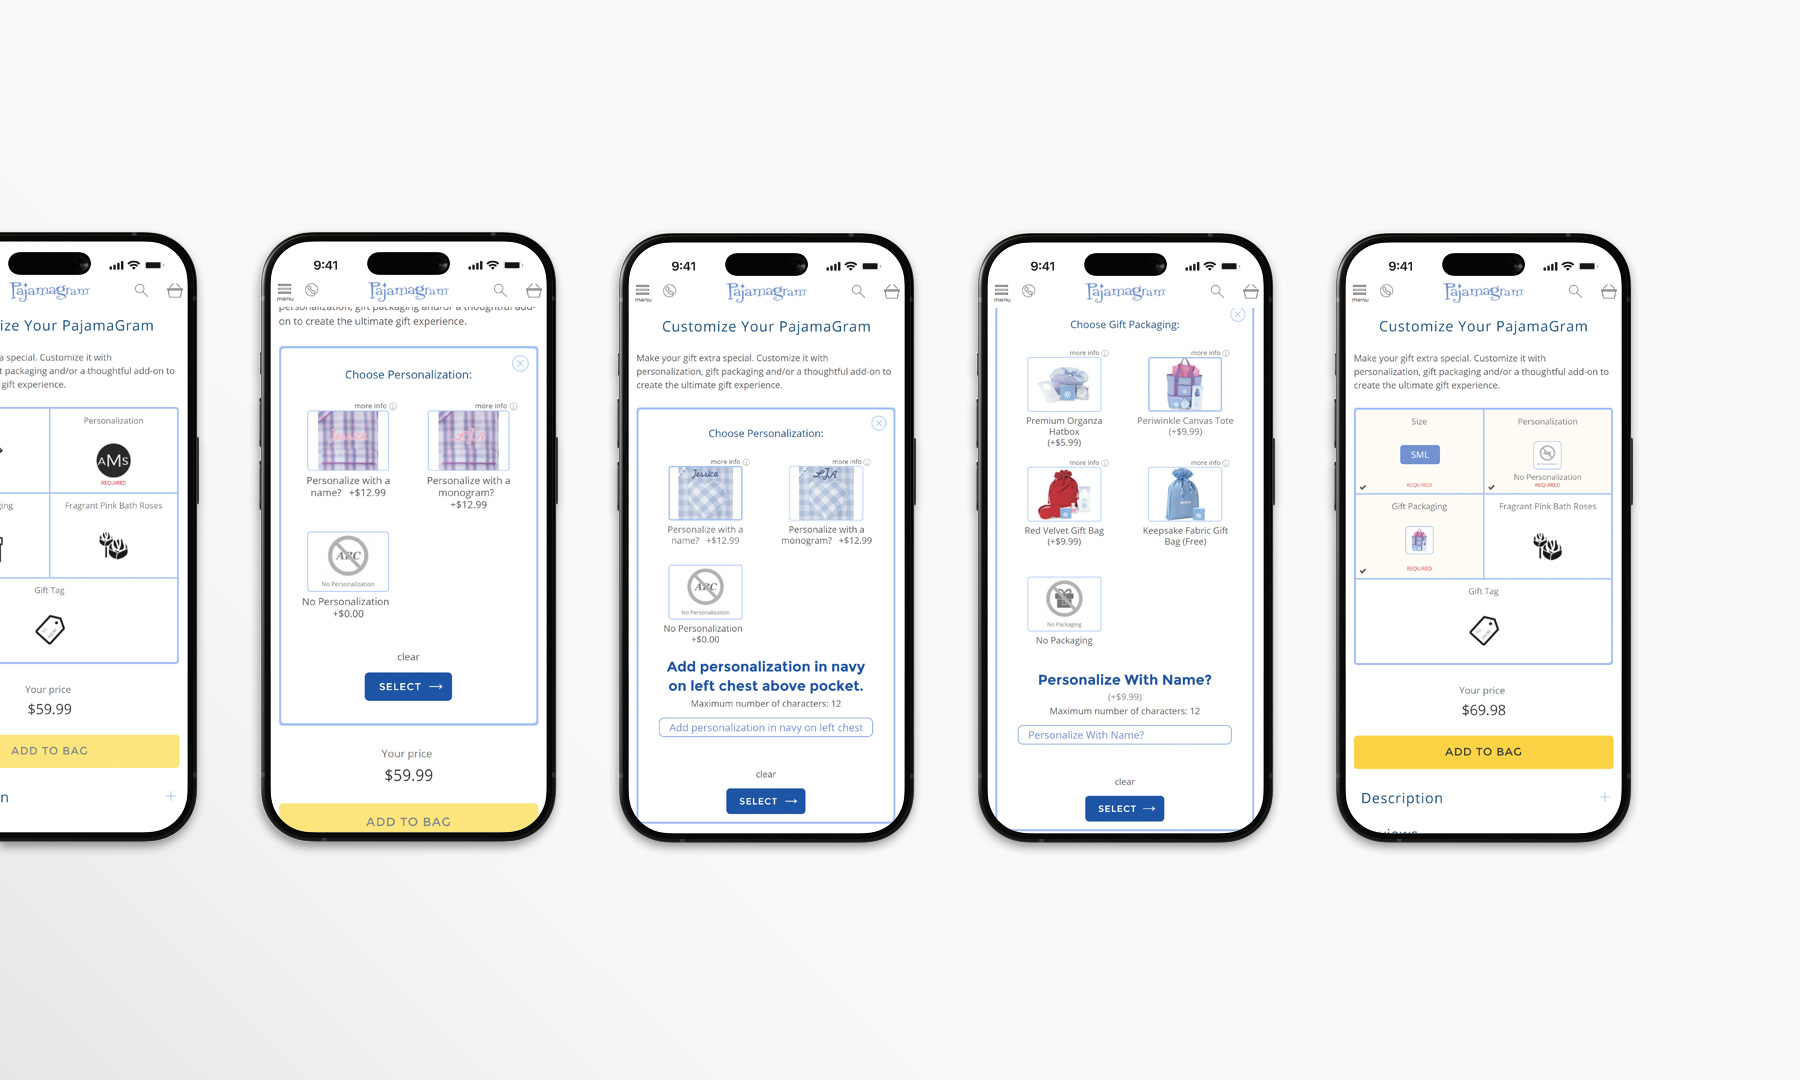 Pajamagram
ize Your PajamaGram
a special. Customize it with
t packaging and/or a thoughtful add-on to
gift experience.
Personalization
AMS
REQUIRED
ging
Fragrant Pink Bath Roses
Gift Tag
Your price
$59.99
ADD TO BAG
n
9:41
menu
Pajamagram
personalization, gift packaging and/or a thoughtful add-
on to create the ultimate gift experience.
Choose Personalization:
more info
more info
Jessica
LJA
Personalize with a
name? +$12.99
Personalize with a
monogram?
+$12.99
ABC
No Personalization
No Personalization
+$0.00
clear
SELECT
Your price
$59.99
ADD TO BAG
9:41
menu
Pajamagram
Customize Your PajamaGram
Make your gift extra special. Customize it with
personalization, gift packaging and/or a thoughtful add-on to
create the ultimate gift experience.
Choose Personalization:
more info
more info
Jessica
LJA
Personalize with a
name? +$12.99
Personalize with a
monogram? +$12.99
ABC
No Personalization
No Personalization
+$0.00
Add personalization in navy
on left chest above pocket.
Maximum number of characters: 12
Add personalization in navy on left chest
clear
SELECT
9:41
menu
Pajamagram
Choose Gift Packaging:
more info
more info
Premium Organza
Hatbox
(+$5.99)
Periwinkle Canvas Tote
(+$9.99)
more info
more info
Red Velvet Gift Bag
(+$9.99)
Keepsake Fabric Gift
Bag (Free)
No Packaging
No Packaging
Personalize With Name?
(+$9.99)
Maximum number of characters: 12
Personalize With Name?
clear
SELECT
9:41
menu
Pajamagram
Customize Your PajamaGram
Make your gift extra special. Customize it with
personalization, gift packaging and/or a thoughtful add-on to
create the ultimate gift experience.
Size
SML
REQUIRED
Personalization
No Personalization
REQUIRED
Gift Packaging
REQUIRED
Fragrant Pink Bath Roses
Gift Tag
Your price
$69.98
ADD TO BAG
Description
views